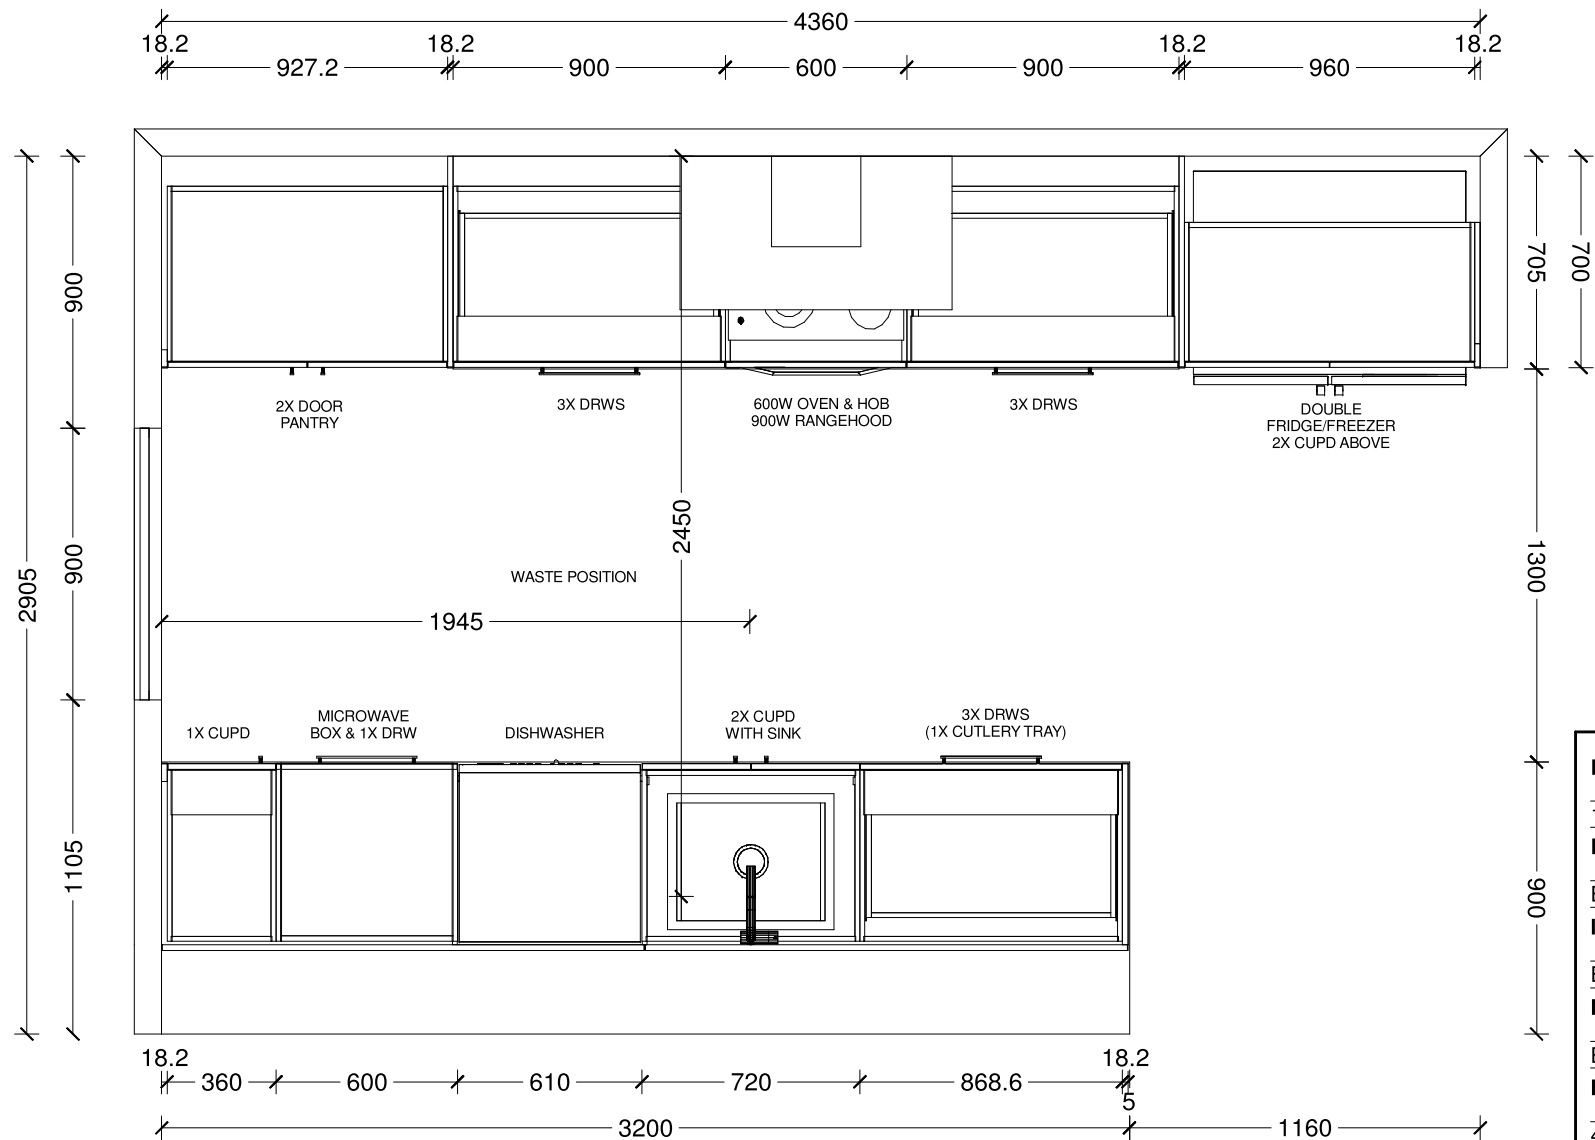 4360
18.2 18.2 18.2 18.2
927.2 900 600 900 960
900
705
700
2X DOOR
PANTRY
3X DRWS
600W OVEN & HOB
900W RANGEHOOD
3X DRWS
DOUBLE
FRIDGE/FREEZER
2X CUPD ABOVE
2450
900
2905
1300
WASTE POSITION
1945
1X CUPD
MICROWAVE
BOX & 1X DRW
DISHWASHER
2X CUPD
WITH SINK
3X DRWS
(1X CUTLERY TRAY)
1105
900
18.2 18.2
360 600 610 720 868.6
5
3200 1160